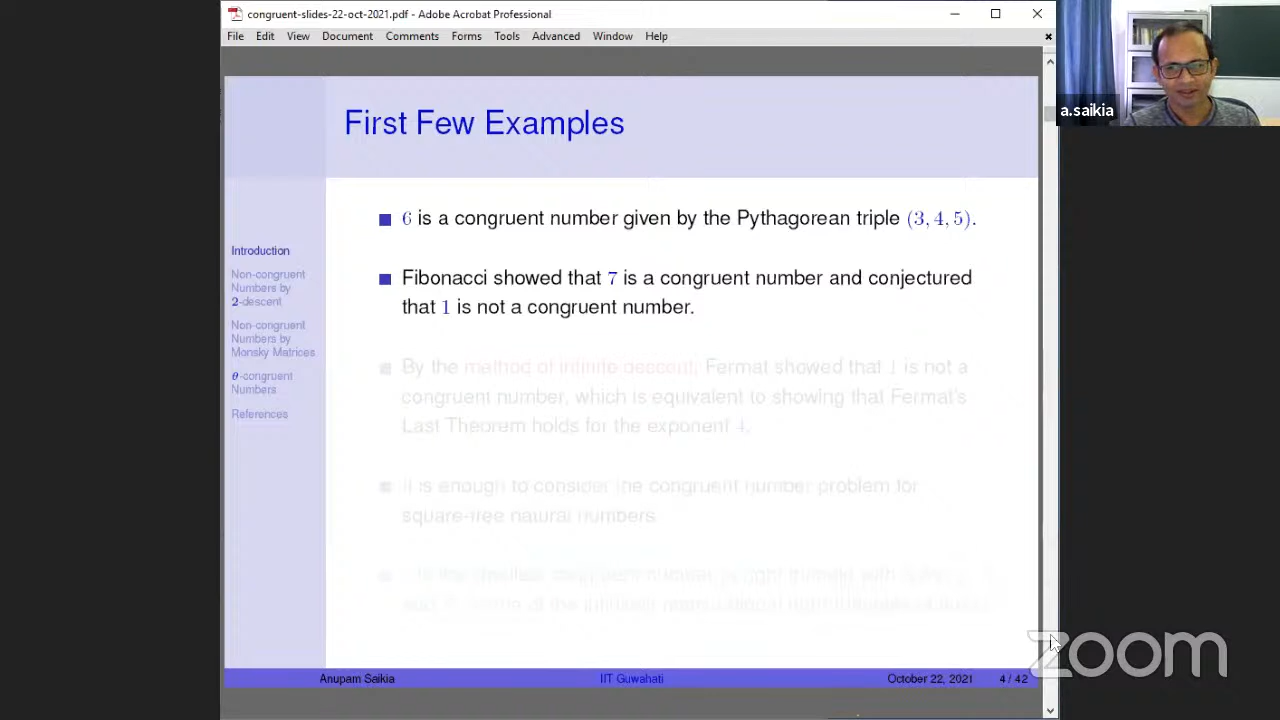 congruent-slides-22-oct-2021.pdf - Adobe Acrobat Professional
File Edit View Document Comments Forms Tools Advanced Window Help
a.saikia
First Few Examples
6 is a congruent number given by the Pythagorean triple (3, 4, 5).
Fibonacci showed that 7 is a congruent number and conjectured
that 1 is not a congruent number.
By the method of infinite descent, Fermat showed that 1 is not a
congruent number, which is equivalent to showing that Fermat's
Last Theorem holds for the exponent 4.
It is enough to consider the congruent number problem for
square-free natural numbers
is the smallest congruent number
Introduction
Non-congruent
Numbers by
2-descent
Non-congruent
Numbers by
Monsky Matrices
θ-congruent
Numbers
References
Anupam Saikia IIT Guwahati October 22, 2021 4 / 42
zoom